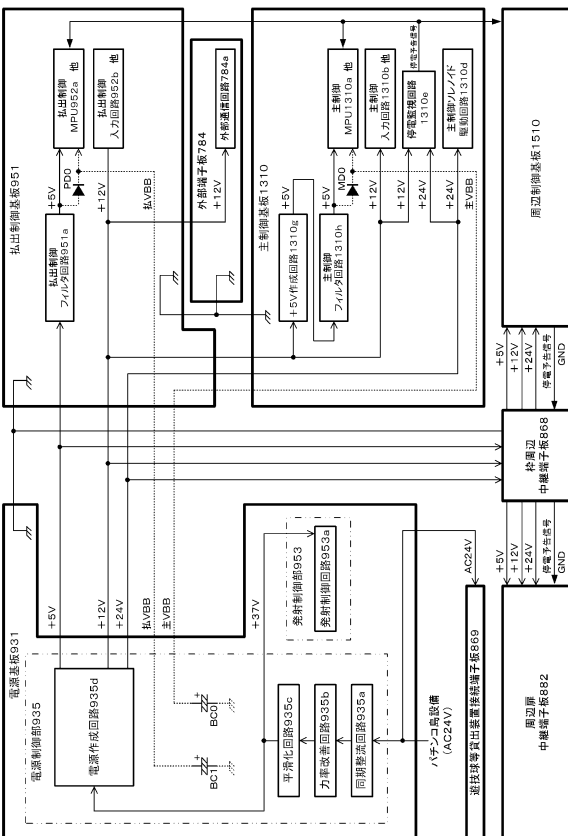 払出制御基板951
払出制御
MPU952a 他
払出制御
入力回路952b 他
+5V
PD0
+12V
払VBB
払出制御
フィルタ回路951a
外部端子板784
外部通信回路784a
+12V
主制御基板1310
主制御
MPU1310a 他
主制御
入力回路1310b 他
停電監視回路
1310e
停電予告信号
主制御ソレノイド
駆動回路1310d
+5V
MD0
+5V
+12V
+12V
+24V
+24V
主VBB
+5V作成回路1310g
主制御
フィルタ回路1310h
周辺制御基板1510
+5V
+12V
+24V
停電予告信号
GND
枠周辺
中継端子板868
+5V
+12V
+24V
停電予告信号
GND
周辺扉
中継端子板882
電源基板931
電源制御部935
電源作成回路935d
+5V
+12V
+24V
払VBB
主VBB
+37V
BC1
BC0
発射制御部953
発射制御回路953a
平滑化回路935c
力率改善回路935b
同期整流回路935a
パチンコ島設備
(AC24V)
AC24V
遊技球等貸出装置接続端子板869